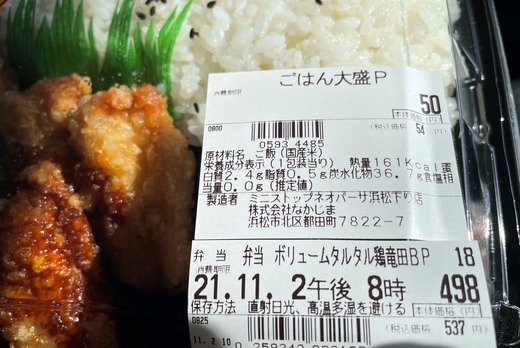 ごはん大盛P
消費期限
50
本体価格(円)
0800
(税込価格 54 円)
0593 4485
原材料名 ご飯(国産米)
栄養成分表示(1包装当り) 熱量161Kcal蛋
白質2.4g脂質0.5g炭水化物36.7g食塩相
当量0.0g(推定値)
製造者 ミニストップネオパーサ浜松下り店
株式会社なかしま
浜松市北区都田町7822-7
弁当 弁当 ボリュームタルタル鶏竜田BP 18
消費期限
21.11. 2午後 8時 498
保存方法 直射日光、高温多湿を避ける 本体価格(円)
0825
(税込価格 537 円)
11. 2 10